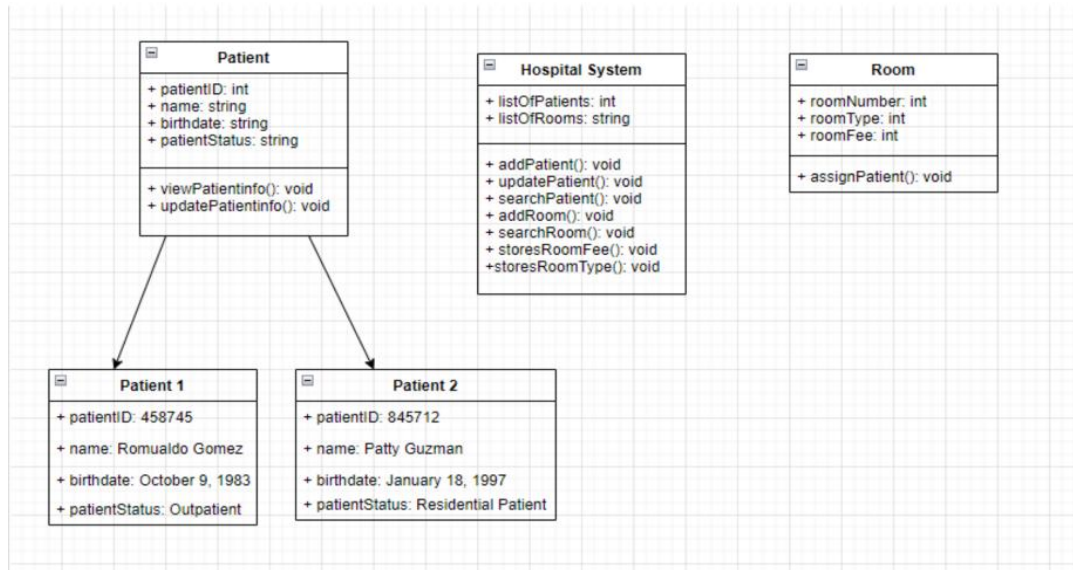 Patient
+ patientID: int
+ name: string
+ birthdate: string
+ patientStatus: string
+ viewPatientinfo(): void
+ updatePatientinfo(): void
Hospital System
+ listOfPatients: int
+ listOfRooms: string
+ addPatient(): void
+ updatePatient(): void
+ searchPatient(): void
+ addRoom(): void
+ searchRoom(): void
+ storesRoomFee(): void
+storesRoomType(): void
Room
+ roomNumber: int
+ roomType: int
+ roomFee: int
+ assignPatient(): void
Patient 1
+ patientID: 458745
+ name: Romualdo Gomez
+ birthdate: October 9, 1983
+ patientStatus: Outpatient
Patient 2
+ patientID: 845712
+ name: Patty Guzman
+ birthdate: January 18, 1997
+ patientStatus: Residential Patient